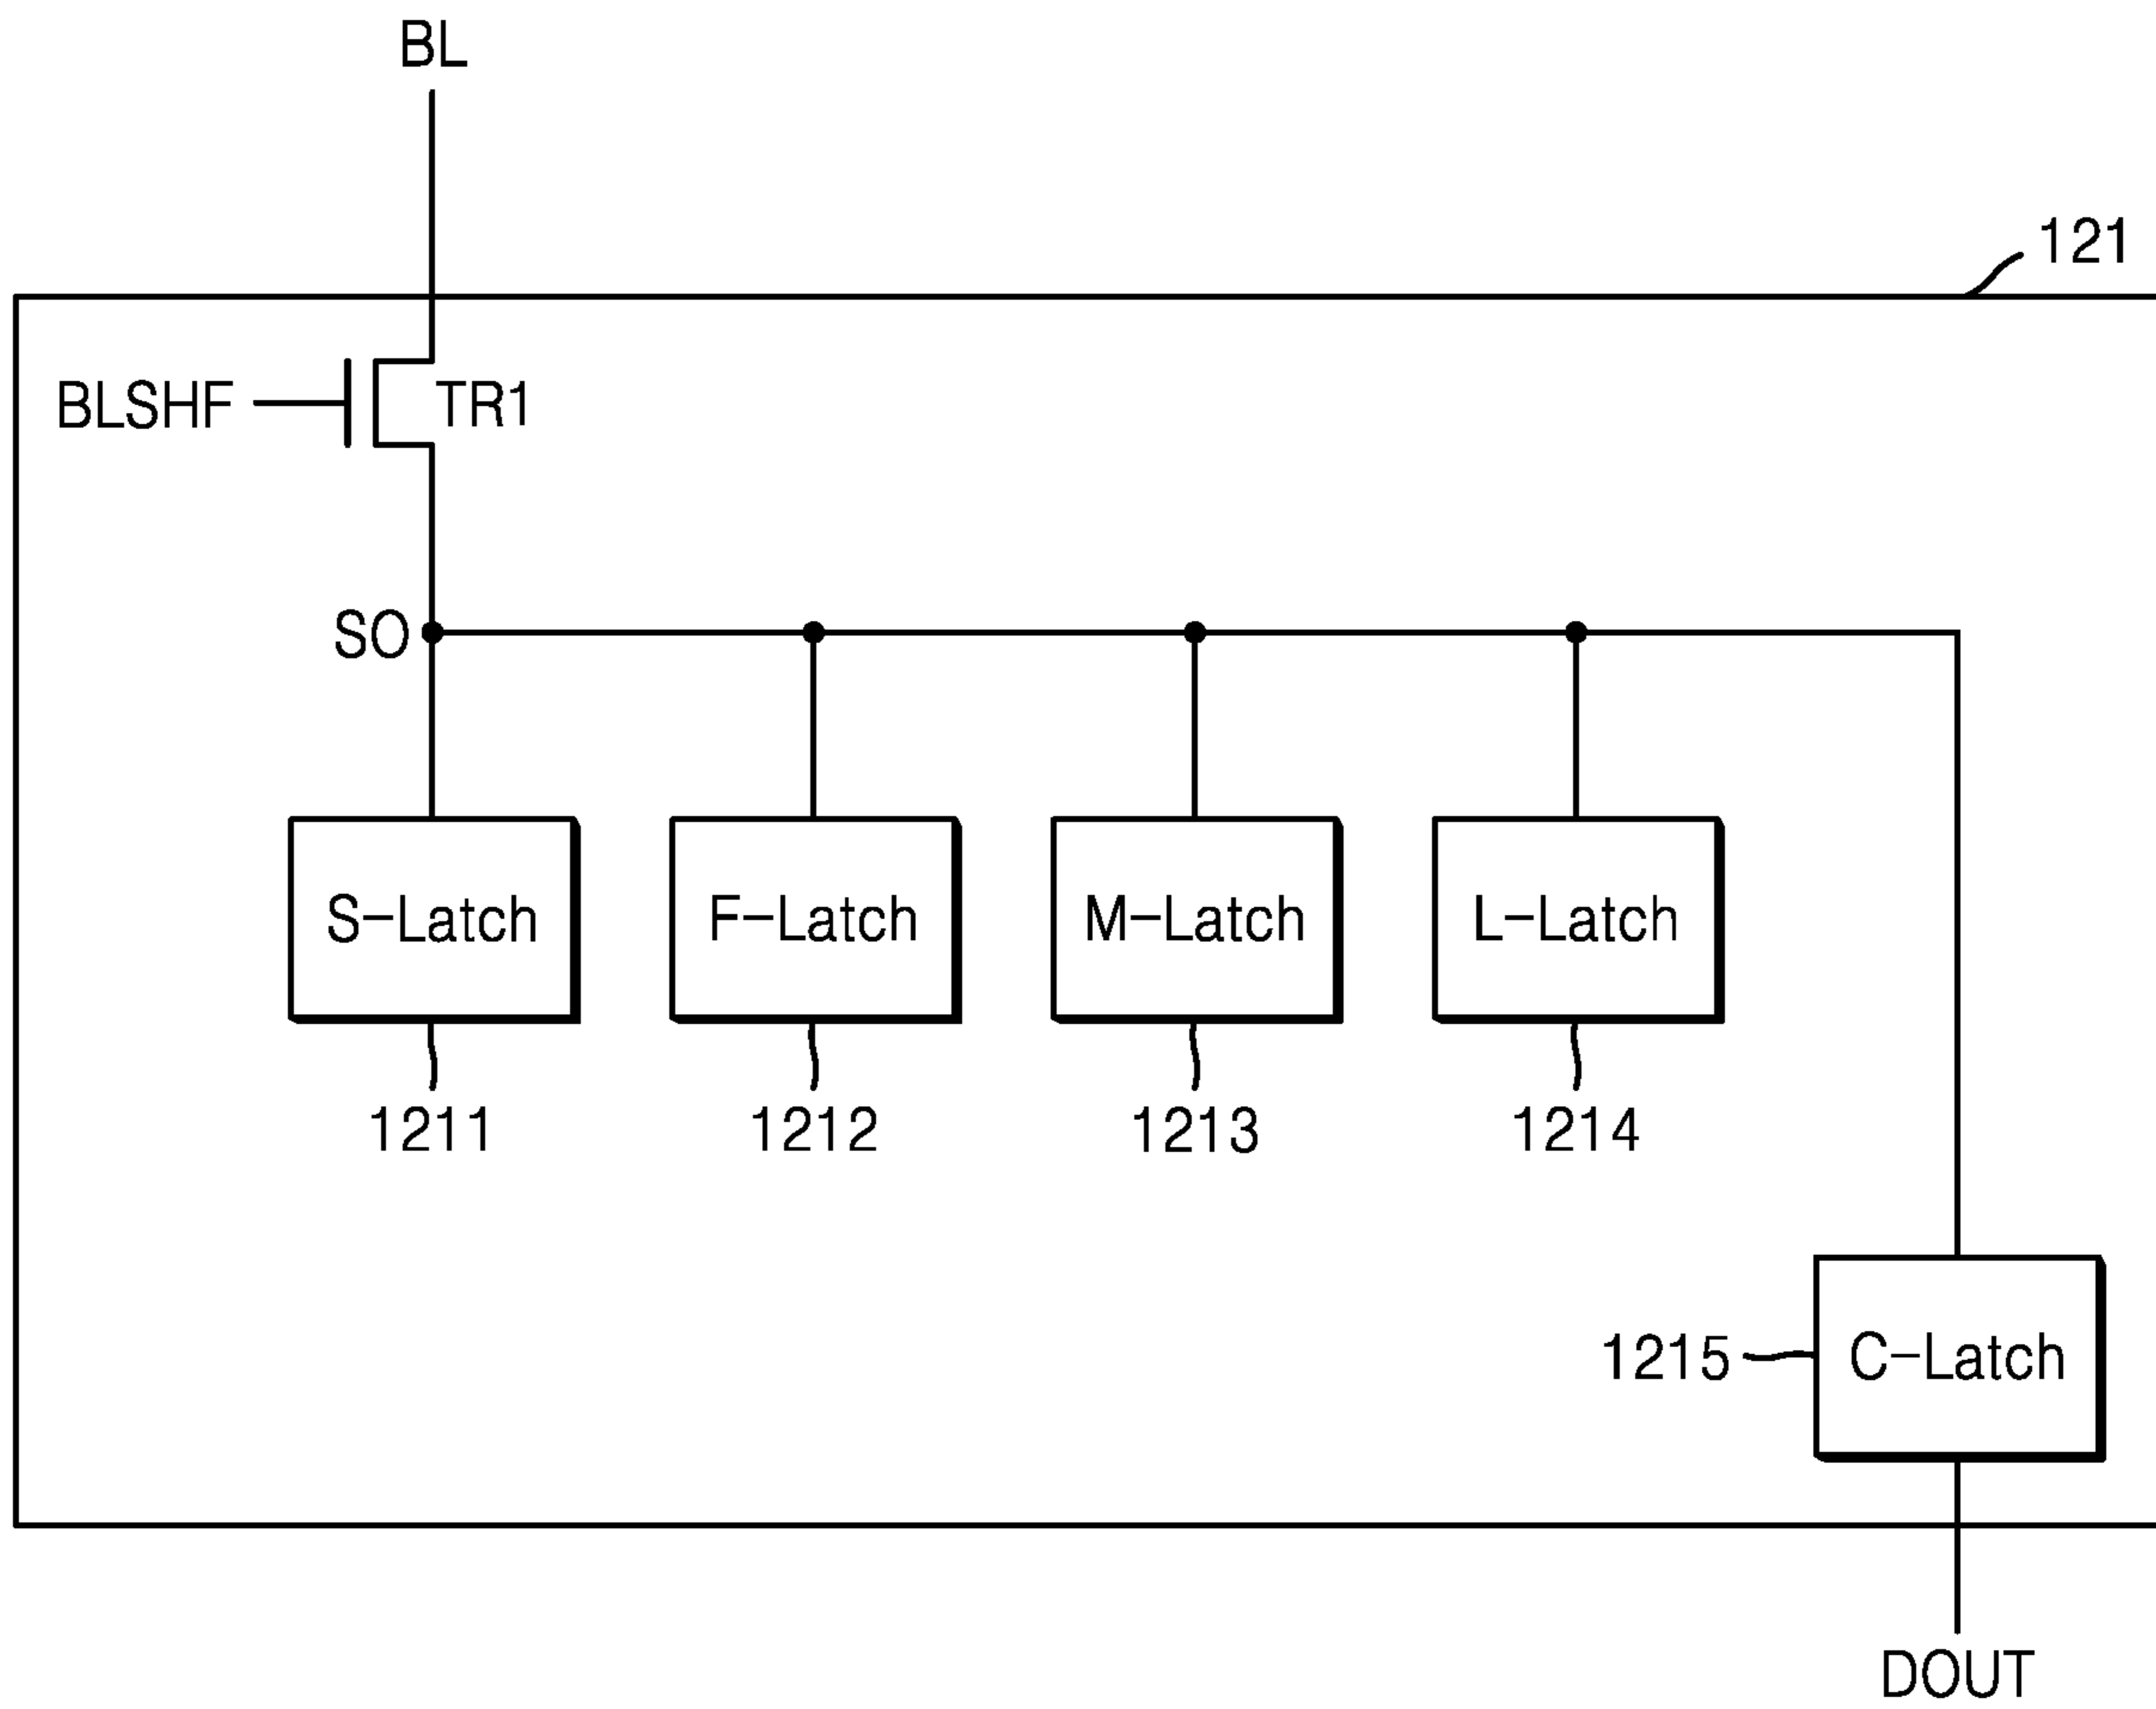 BL
121
BLSHF
TR1
SO
S-Latch
F-Latch
M-Latch
L-Latch
1211
1212
1213
1214
1215
C-Latch
DOUT